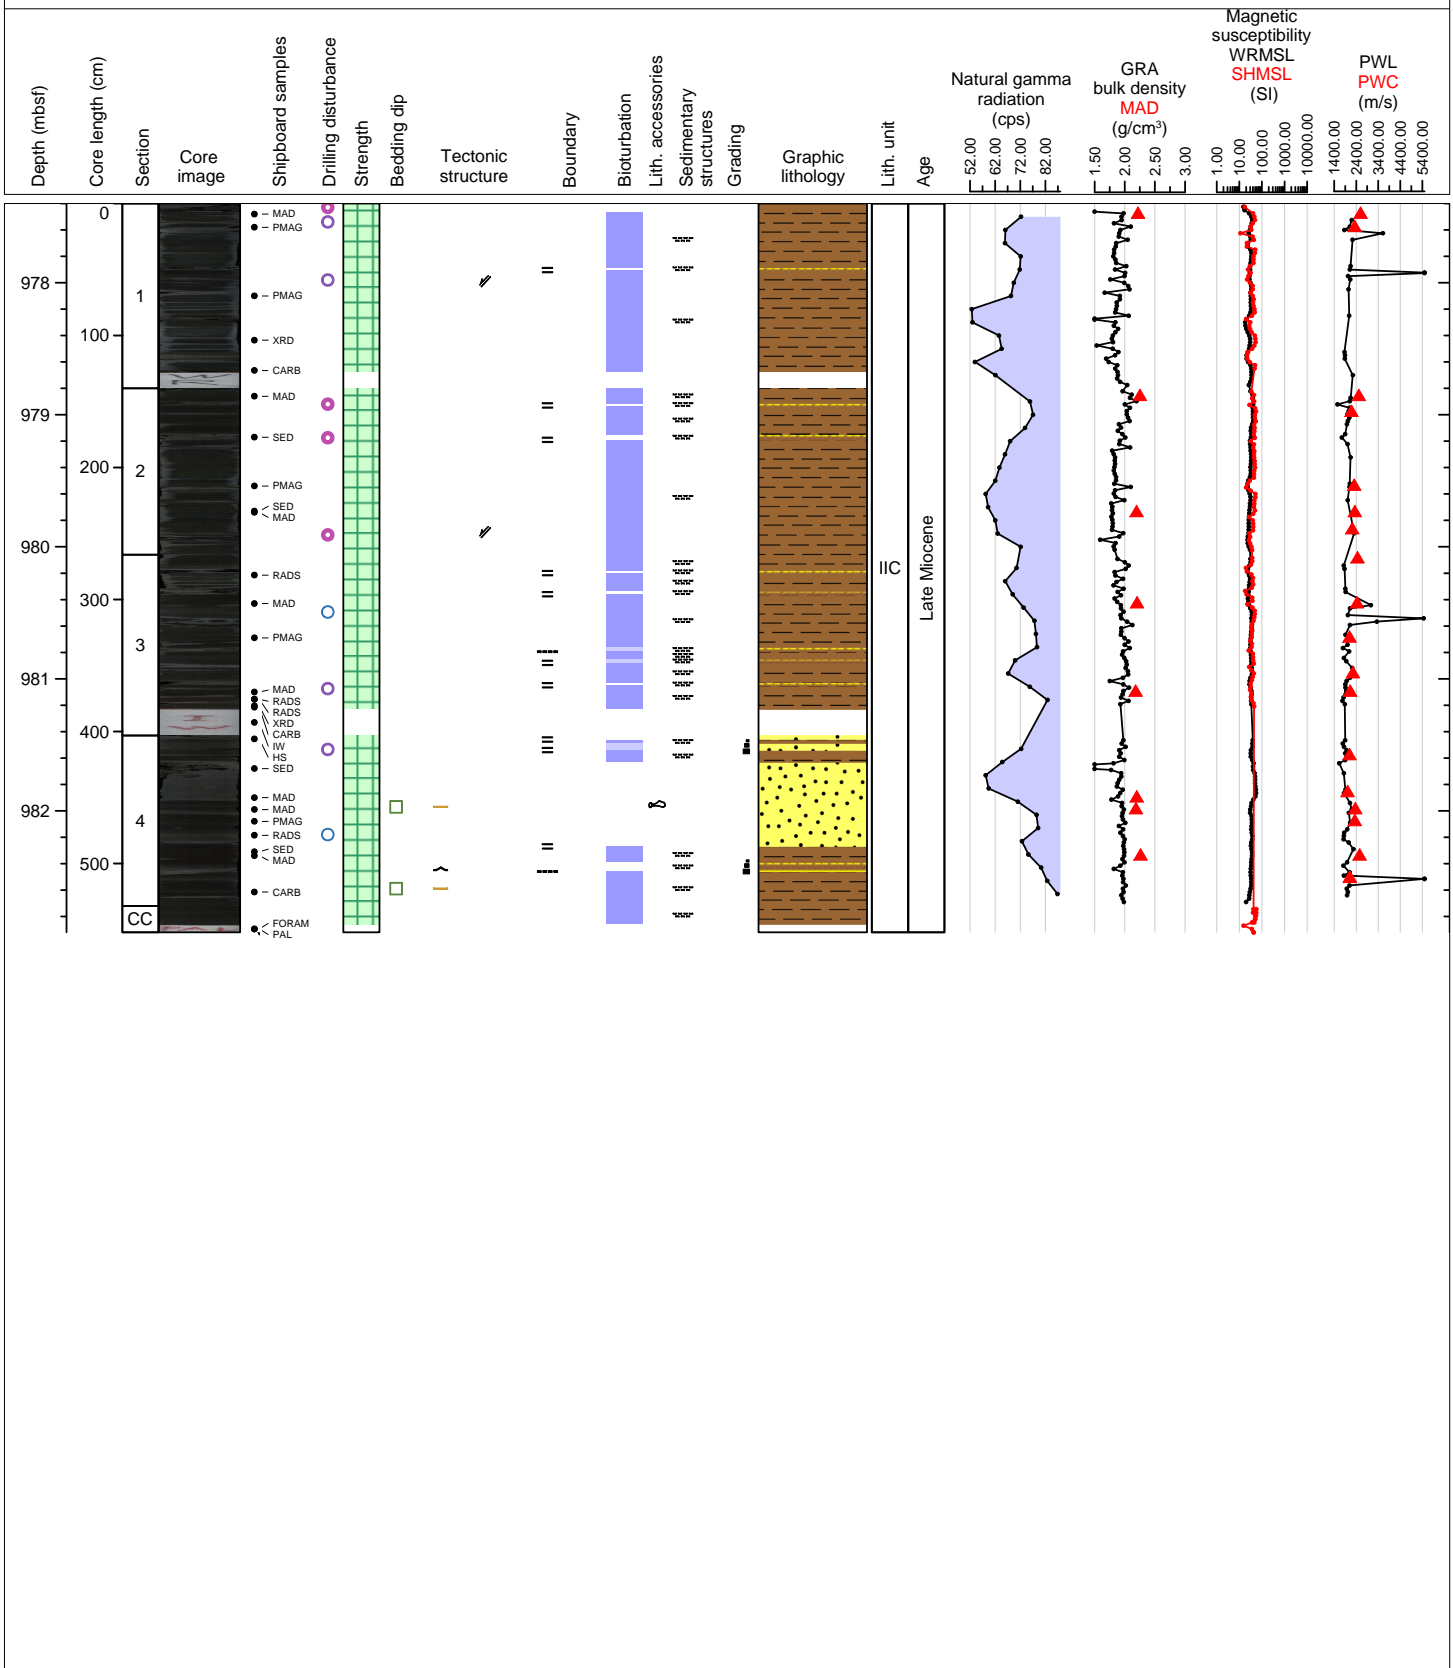 Depth (mbsf)
Core length (cm)
Section
Core
image
Shipboard samples
Drilling disturbance
Strength
Bedding dip
Tectonic
structure
Boundary
Bioturbation
Lith. accessories
Sedimentary
structures
Grading
Graphic
lithology
Lith. unit
Age
Natural gamma
radiation
(cps)
52.00 62.00 72.00 82.00
GRA
bulk density
MAD
(g/cm³)
1.50 2.00 2.50 3.00
Magnetic
susceptibility
WRMSL
SHMSL
(SI)
1.00 10.00 100.00 1000.00 10000.00
PWL
PWC
(m/s)
1400.00 2400.00 3400.00 4400.00 5400.00
978
979
980
981
982
0
100
200
300
400
500
1
2
3
4
CC
MAD
PMAG
PMAG
XRD
CARB
MAD
SED
PMAG
SED
MAD
RADS
MAD
PMAG
MAD
RADS
RADS
XRD
CARB
IW
HS
SED
MAD
MAD
PMAG
RADS
SED
MAD
CARB
FORAM
PAL
IIC
Late Miocene